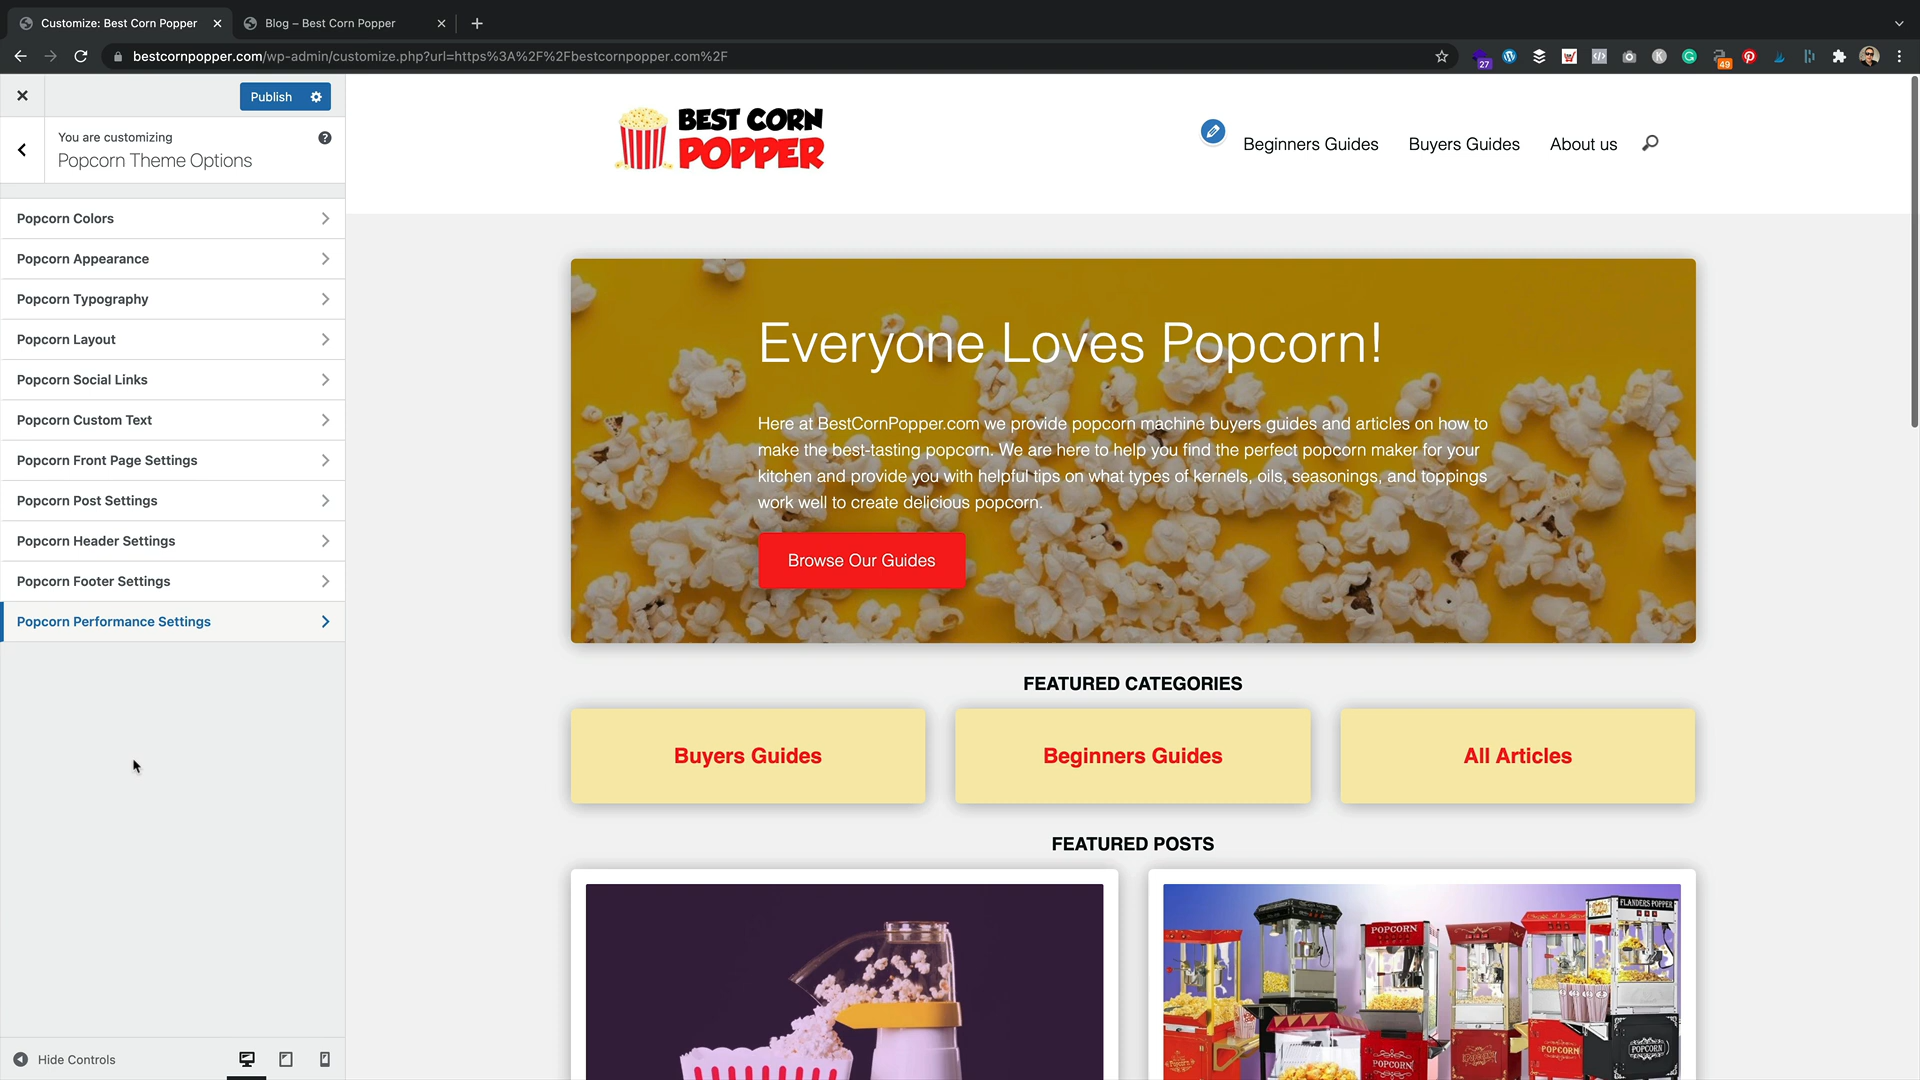 Customize: Best Corn Popper
Blog – Best Corn Popper
bestcornpopper.com/wp-admin/customize.php?url=https%3A%2F%2Fbestcornpopper.com%2F
27
49
Publish
You are customizing
Popcorn Theme Options
Popcorn Colors
Popcorn Appearance
Popcorn Typography
Popcorn Layout
Popcorn Social Links
Popcorn Custom Text
Popcorn Front Page Settings
Popcorn Post Settings
Popcorn Header Settings
Popcorn Footer Settings
Popcorn Performance Settings
Hide Controls
BEST CORN
POPPER
Beginners Guides
Buyers Guides
About us
Everyone Loves Popcorn!
Here at BestCornPopper.com we provide popcorn machine buyers guides and articles on how to
make the best-tasting popcorn. We are here to help you find the perfect popcorn maker for your
kitchen and provide you with helpful tips on what types of kernels, oils, seasonings, and toppings
work well to create delicious popcorn.
Browse Our Guides
FEATURED CATEGORIES
Buyers Guides
Beginners Guides
All Articles
FEATURED POSTS
FLANDERS POPPER
POPCORN
POPCORN
POPCORN
POPCORN